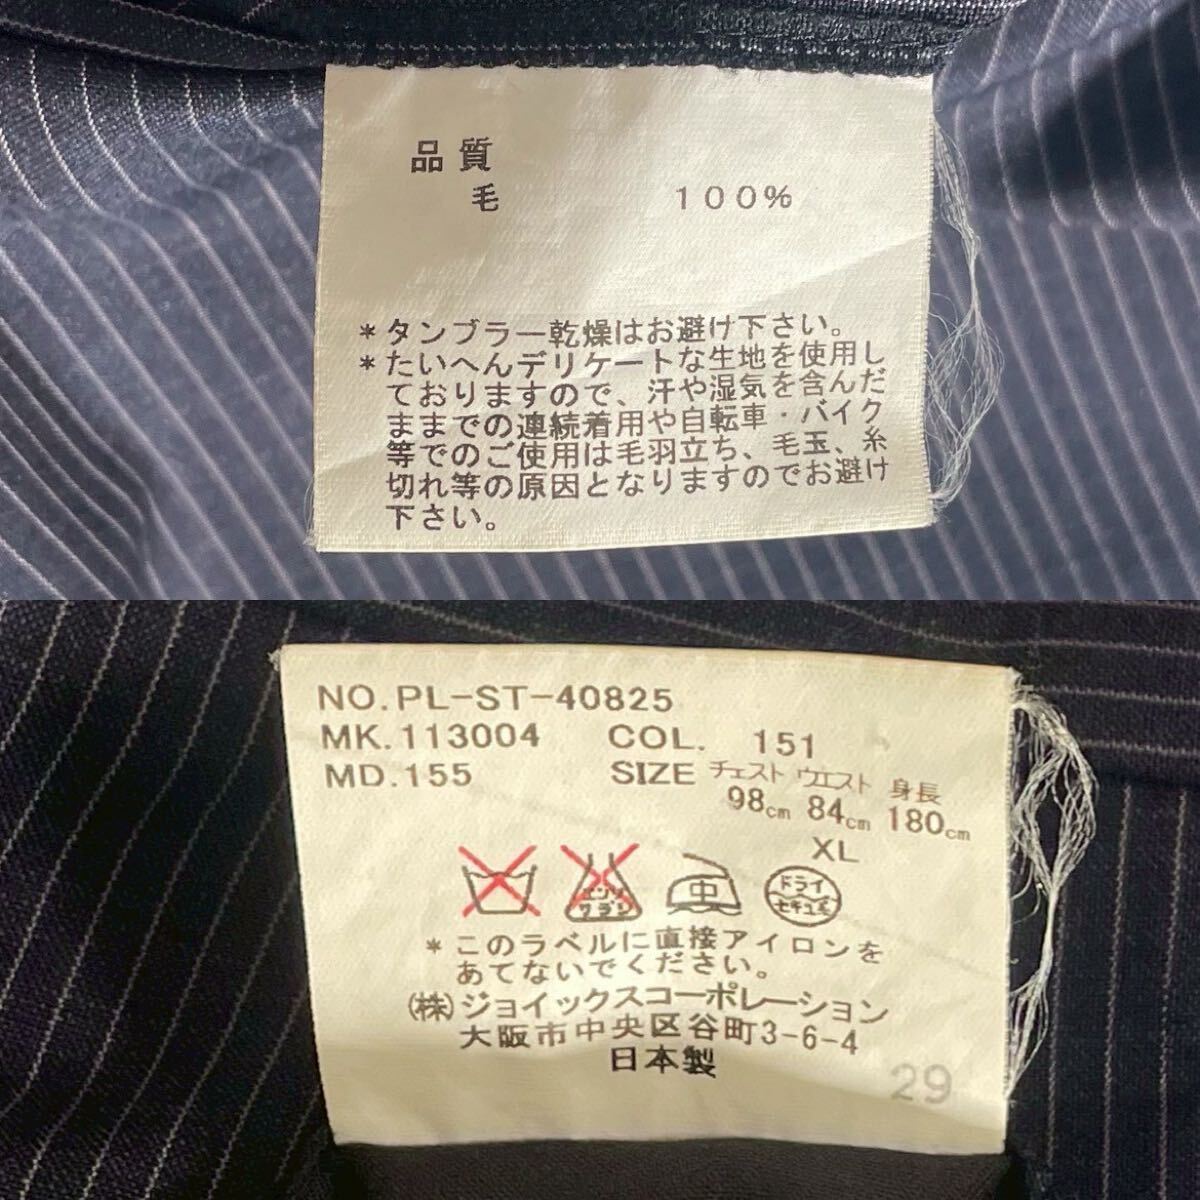 品質
毛 100%
*タンブラー乾燥はお避け下さい。
*たいへんデリケートな生地を使用し
ておりますので、汗や湿気を含んだ
ままでの連続着用や自転車・バイク
等でのご使用は毛羽立ち、毛玉、糸
切れ等の原因となりますのでお避け
下さい。
NO.PL-ST-40825
MK.113004 COL. 151
MD.155 SIZE チェスト ウエスト 身長
98cm 84cm 180cm
XL
エンソ サラシ 中 ドライ セキユ系
*このラベルに直接アイロンを
あてないでください。
(株)ジョイックスコーポレーション
大阪市中央区谷町3-6-4
日本製
29